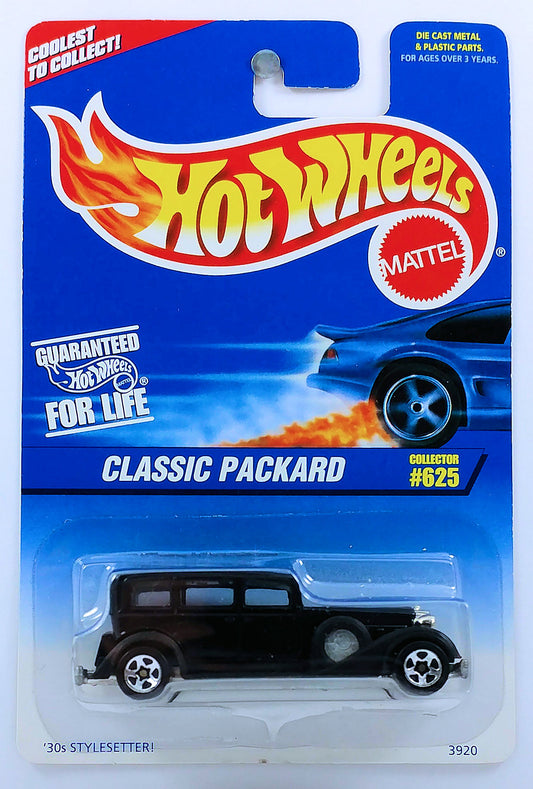 COOLEST
TO COLLECT!
DIE CAST METAL
& PLASTIC PARTS.
FOR AGES OVER 3 YEARS.
Hot Wheels
MATTEL
®
GUARANTEED
Hot Wheels
MATTEL
®
FOR LIFE
CLASSIC PACKARD
COLLECTOR
#625
'30s STYLESETTER!
3920